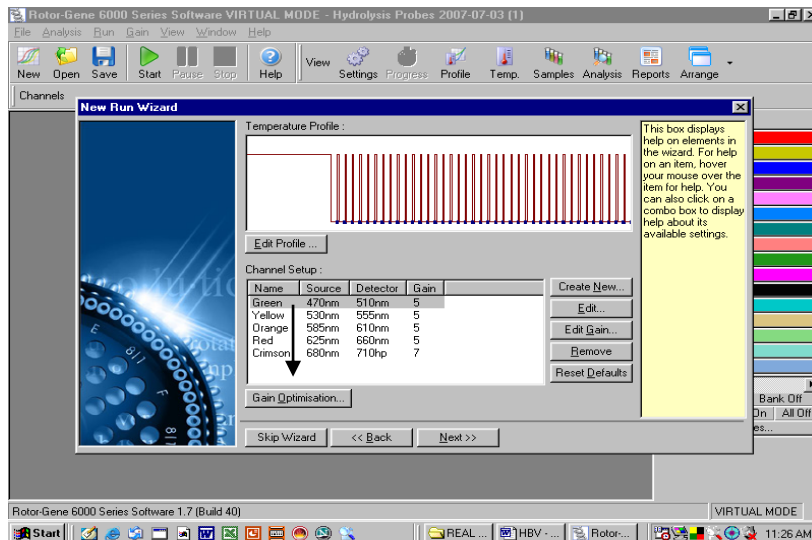 Rotor-Gene 6000 Series Software VIRTUAL MODE - Hydrolysis Probes 2007-07-03 (1)
File Analysis Run Gain View Window Help
New Open Save Start Pause Stop Help View Settings Progress Profile Temp. Samples Analysis Reports Arrange
Channels
New Run Wizard
Temperature Profile :
Edit Profile ...
Channel Setup :
Name Source Detector Gain
Green 470nm 510nm 5
Yellow 530nm 555nm 5
Orange 585nm 610nm 5
Red 625nm 660nm 5
Crimson 680nm 710hp 7
Create New...
Edit...
Edit Gain...
Remove
Reset Defaults
Gain Optimisation...
Skip Wizard << Back Next >>
This box displays
help on elements in
the wizard. For help
on an item, hover
your mouse over the
item for help. You
can also click on a
combo box to display
help about its
available settings.
Bank Off
On All Off
Rotor-Gene 6000 Series Software 1.7 (Build 40) VIRTUAL MODE
Start REAL ... HBV - ... Rotor-... 11:26 AM